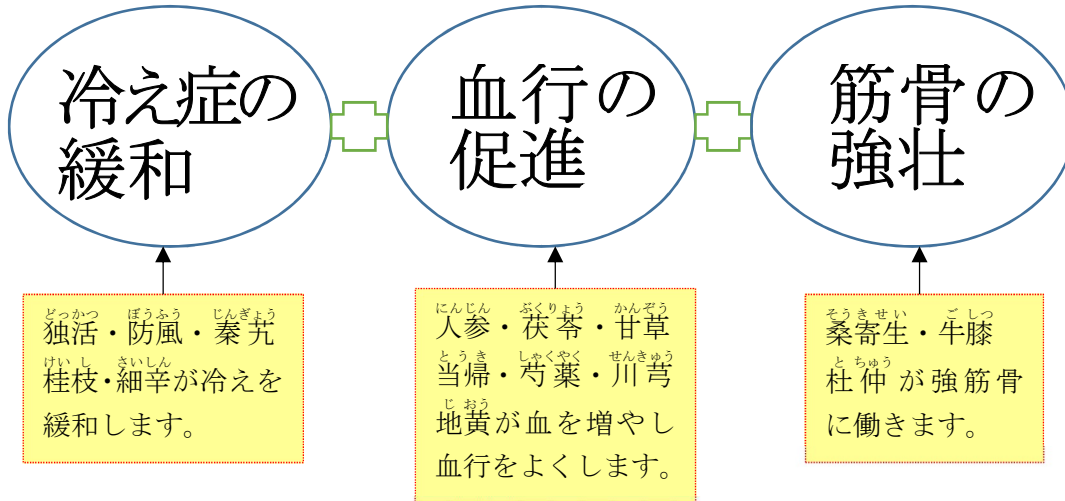 冷え症の
緩和
血行の
促進
筋骨の
強壮
どっかつ ぼうふう じんぎょう
独活・防風・秦艽
けいし さいしん
桂枝・細辛が冷えを
緩和します。
にんじん ぶくりょう かんぞう
人参・茯苓・甘草
とうき しゃくやく せんきゅう
当帰・芍薬・川芎
じおう
地黄が血を増やし
血行をよくします。
そうきせい ごしつ
桑寄生・牛膝
とちゅう
杜仲が強筋骨
に働きます。